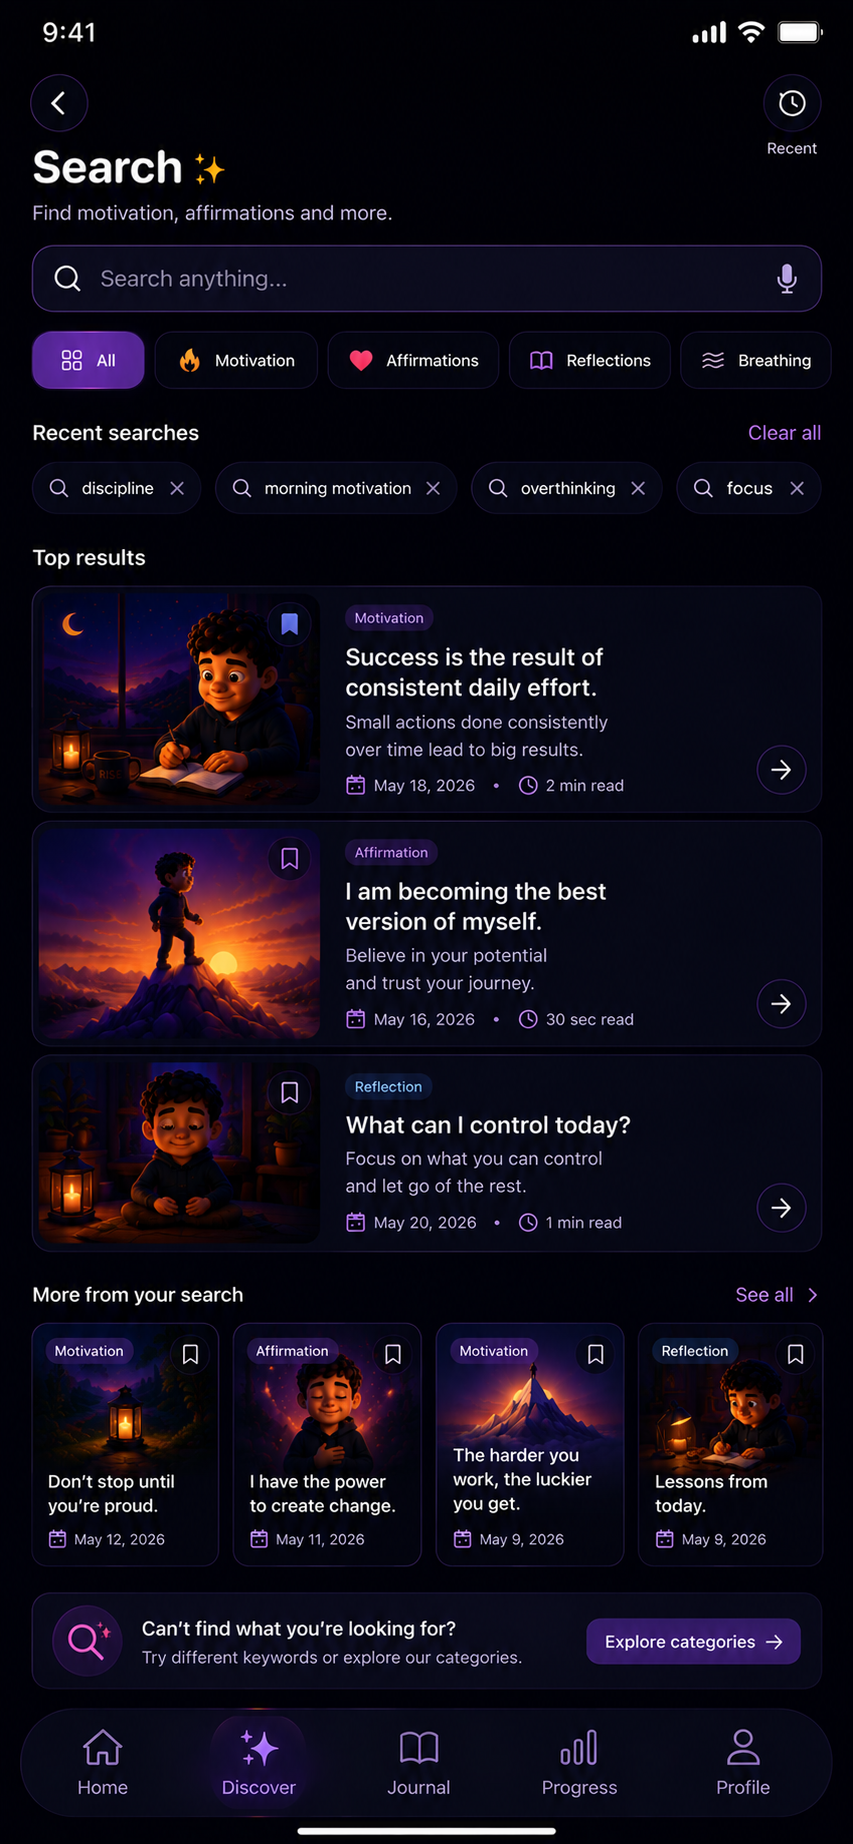 9:41
Recent
Search
Find motivation, affirmations and more.
Search anything...
All
Motivation
Affirmations
Reflections
Breathing
Recent searches
Clear all
discipline
morning motivation
overthinking
focus
Top results
RISE
Motivation
Success is the result of
consistent daily effort.
Small actions done consistently
over time lead to big results.
May 18, 2026 • 2 min read
Affirmation
I am becoming the best
version of myself.
Believe in your potential
and trust your journey.
May 16, 2026 • 30 sec read
Reflection
What can I control today?
Focus on what you can control
and let go of the rest.
May 20, 2026 • 1 min read
More from your search
See all
Motivation
Don't stop until
you're proud.
May 12, 2026
Affirmation
I have the power
to create change.
May 11, 2026
Motivation
The harder you
work, the luckier
you get.
May 9, 2026
Reflection
Lessons from
today.
May 9, 2026
Can't find what you're looking for?
Try different keywords or explore our categories.
Explore categories
Home
Discover
Journal
Progress
Profile